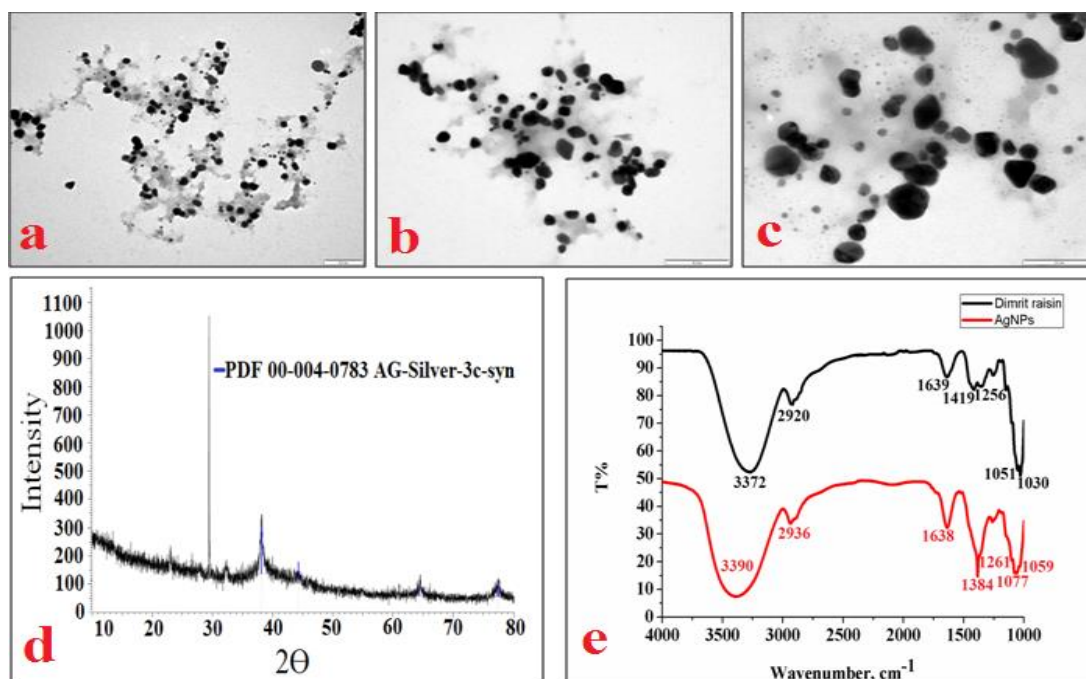 a
b
c
1100
1000
900
800
700
600
500
400
300
200
100
0
Intensity
PDF 00-004-0783 AG-Silver-3c-syn
10 20 30 40 50 60 70 80
2Θ
d
Dimrit raisin
AgNPs
100
90
80
70
60
50
40
30
20
10
0
T%
1639
1419
1256
2920
3372
1051
1030
2936
1638
3390
1261
1059
1384
1077
4000 3500 3000 2500 2000 1500 1000
Wavenumber, cm-1
e